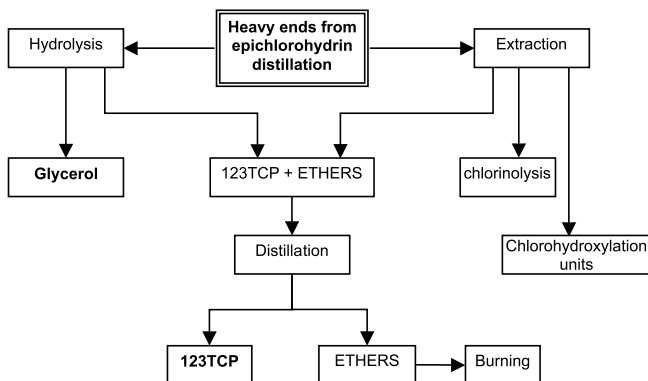 Hydrolysis
Heavy ends from
epichlorohydrin
distillation
Extraction
Glycerol
123TCP + ETHERS
chlorinolysis
Distillation
Chlorohydroxylation
units
123TCP
ETHERS
Burning